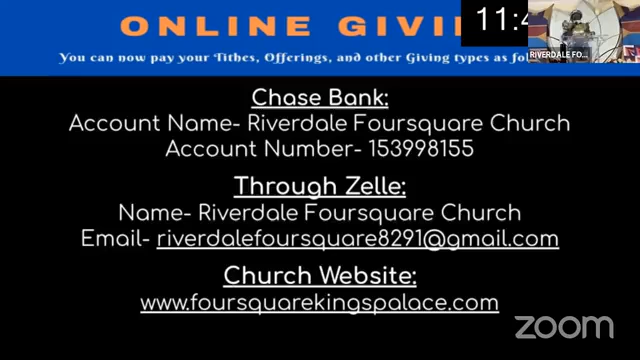 ONLINE GIVI
11:4
RIVERDALE FO...
You can now pay your Tithes, Offerings, and other Giving types as fol
Chase Bank:
Account Name- Riverdale Foursquare Church
Account Number- 153998155
Through Zelle:
Name- Riverdale Foursquare Church
Email- riverdalefoursquare8291@gmail.com
Church Website:
www.foursquarekingspalace.com
zoom